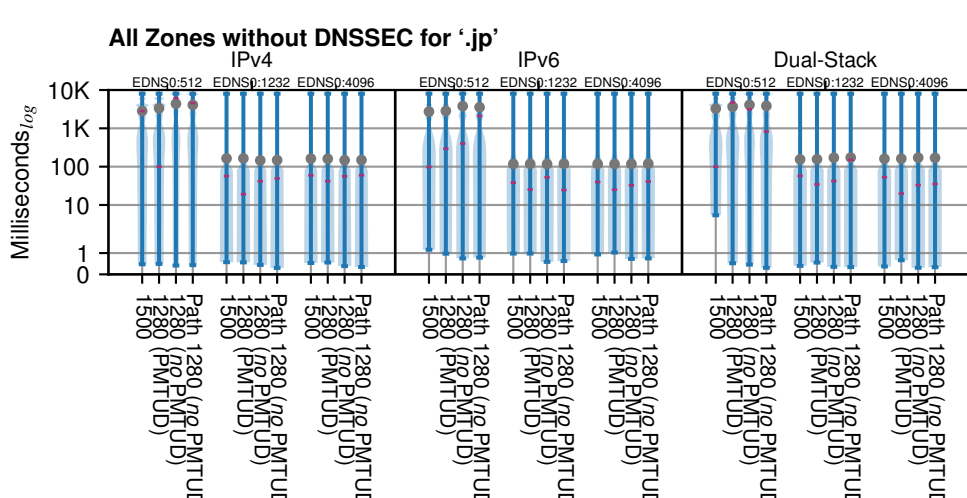 All Zones without DNSSEC for ‘.jp’
IPv4 IPv6 Dual-Stack
EDNS0:512 EDNS0:1232 EDNS0:4096 EDNS0:512 EDNS0:1232 EDNS0:4096 EDNS0:512 EDNS0:1232 EDNS0:4096
Milliseconds_log
10K
1K
100
10
1
0
1500
1280 (PMTUD)
1280 (no PMTUD)
Path 1280 (no PMTUD
1500
1280 (PMTUD)
1280 (no PMTUD)
Path 1280 (no PMTUD
1500
1280 (PMTUD)
1280 (no PMTUD)
Path 1280 (no PMTUD
1500
1280 (PMTUD)
1280 (no PMTUD)
Path 1280 (no PMTUD
1500
1280 (PMTUD)
1280 (no PMTUD)
Path 1280 (no PMTUD
1500
1280 (PMTUD)
1280 (no PMTUD)
Path 1280 (no PMTUD
1500
1280 (PMTUD)
1280 (no PMTUD)
Path 1280 (no PMTUD
1500
1280 (PMTUD)
1280 (no PMTUD)
Path 1280 (no PMTUD
1500
1280 (PMTUD)
1280 (no PMTUD)
Path 1280 (no PMTUD